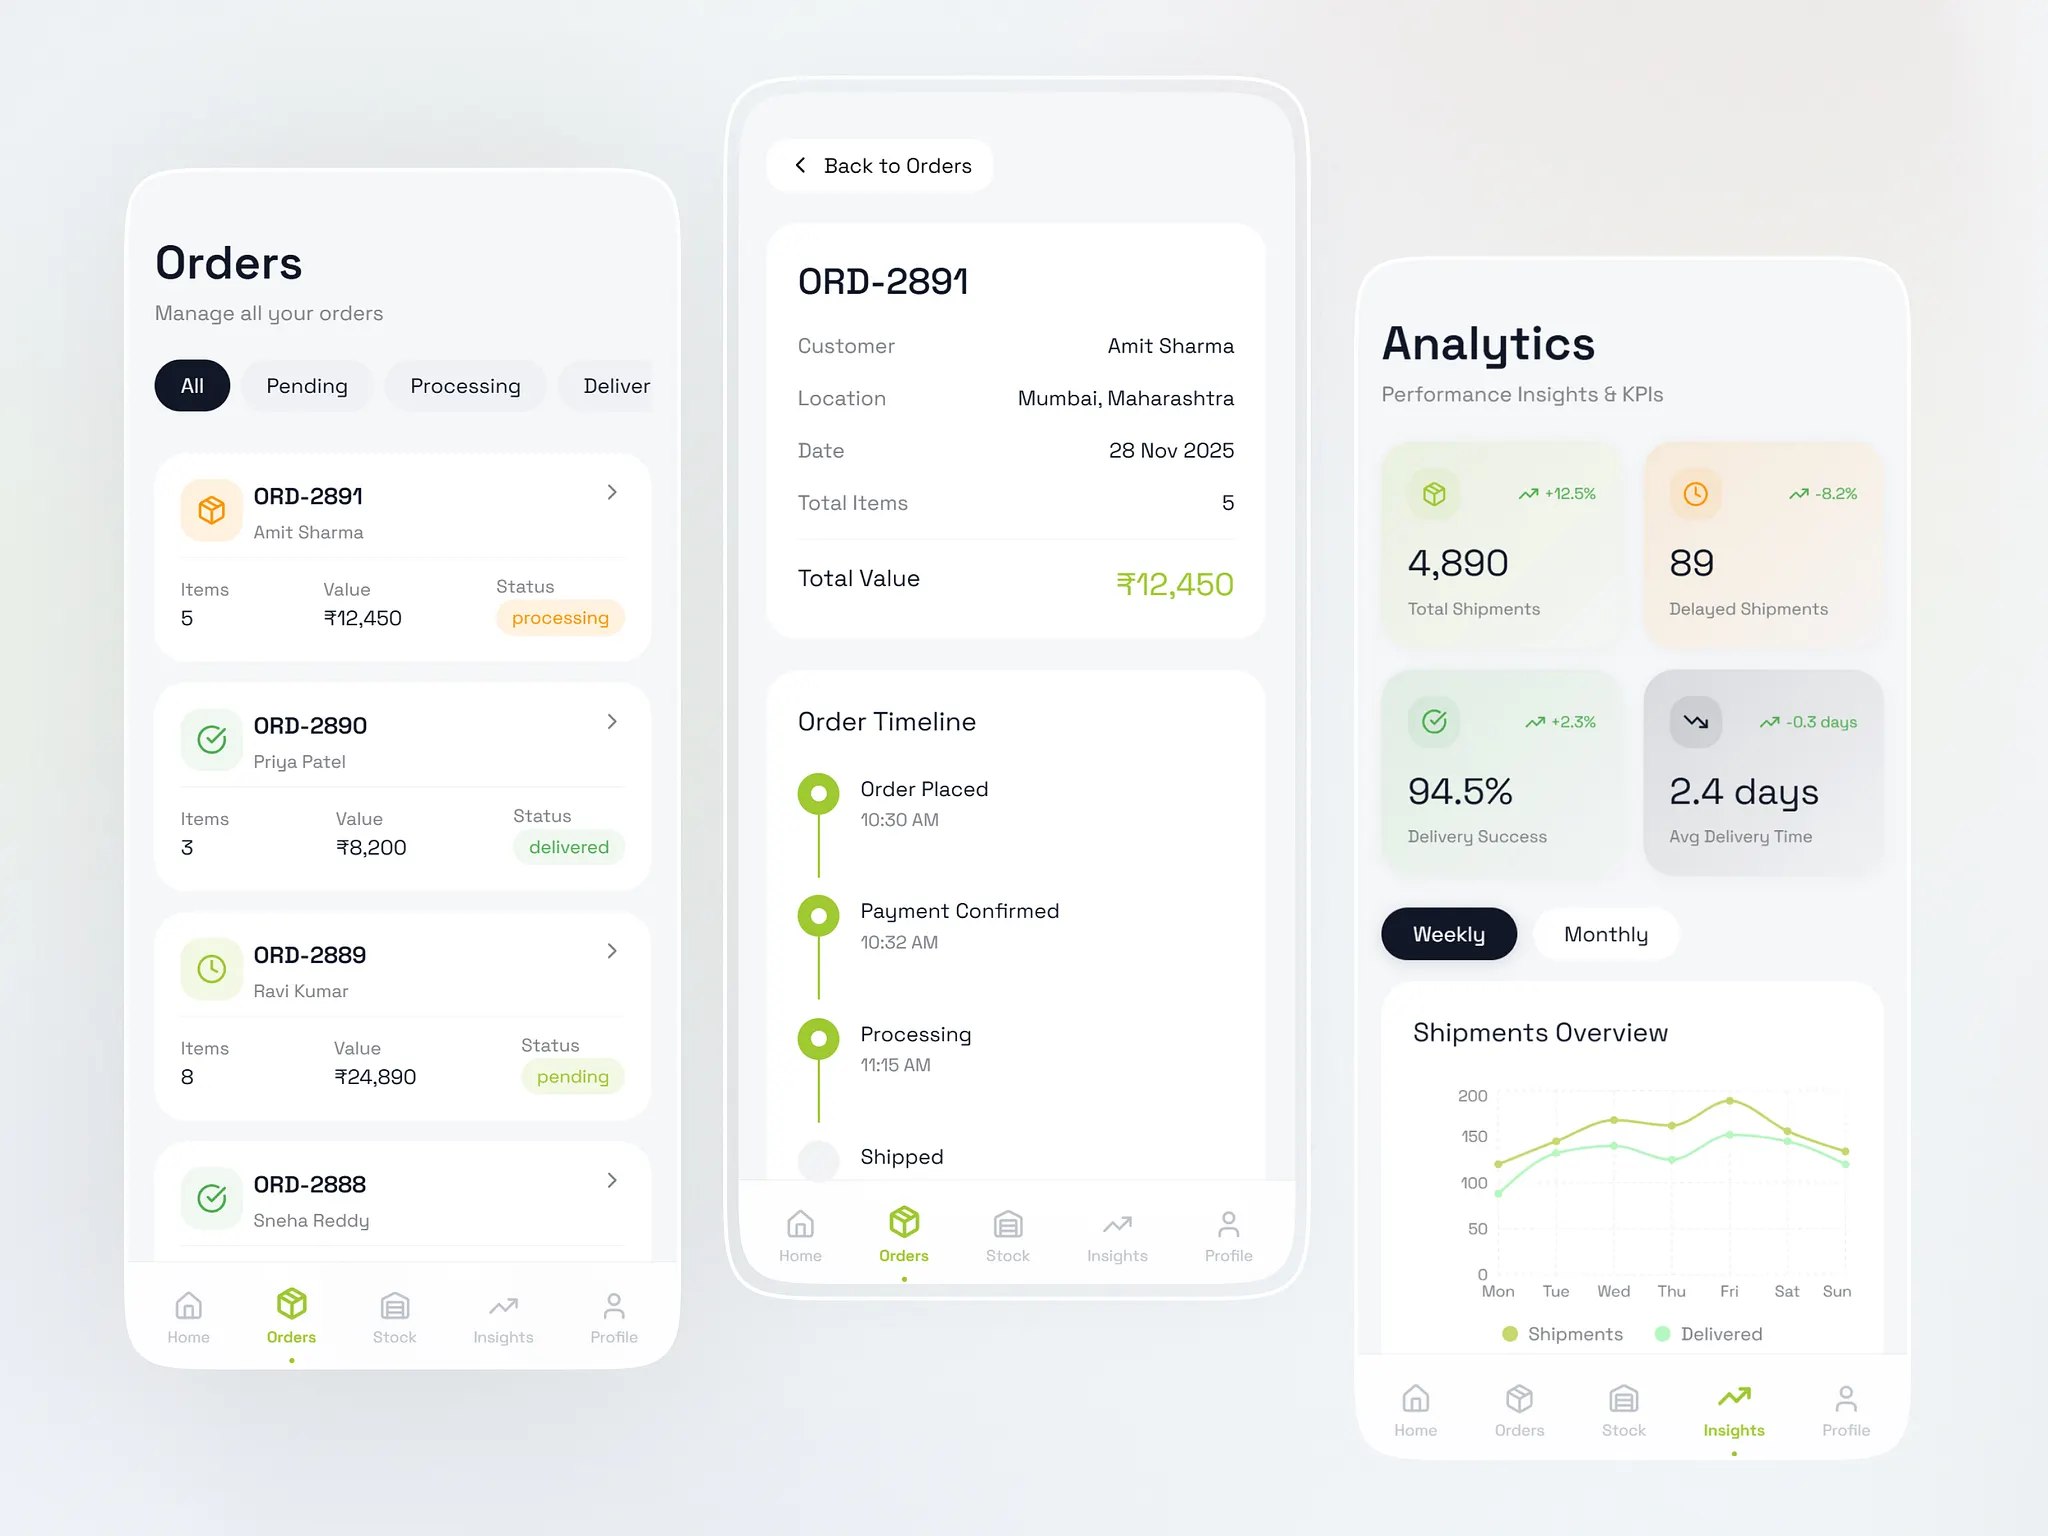 Orders
Manage all your orders
All
Pending
Processing
Deliver
ORD-2891
Amit Sharma
Items
Value
Status
5
₹12,450
processing
ORD-2890
Priya Patel
Items
Value
Status
3
₹8,200
delivered
ORD-2889
Ravi Kumar
Items
Value
Status
8
₹24,890
pending
ORD-2888
Sneha Reddy
Home
Orders
Stock
Insights
Profile
Back to Orders
ORD-2891
Customer
Amit Sharma
Location
Mumbai, Maharashtra
Date
28 Nov 2025
Total Items
5
Total Value
₹12,450
Order Timeline
Order Placed
10:30 AM
Payment Confirmed
10:32 AM
Processing
11:15 AM
Shipped
Home
Orders
Stock
Insights
Profile
Analytics
Performance Insights & KPIs
+12.5%
4,890
Total Shipments
-8.2%
89
Delayed Shipments
+2.3%
94.5%
Delivery Success
-0.3 days
2.4 days
Avg Delivery Time
Weekly
Monthly
Shipments Overview
200
150
100
50
0
Mon
Tue
Wed
Thu
Fri
Sat
Sun
Shipments
Delivered
Home
Orders
Stock
Insights
Profile